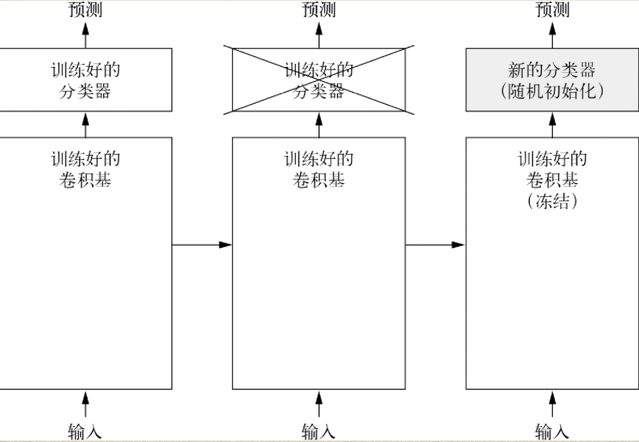 预测
预测
预测
训练好的
分类器
训练好的
分类器
新的分类器
(随机初始化)
训练好的
卷积基
训练好的
卷积基
训练好的
卷积基
(冻结)
输入
输入
输入